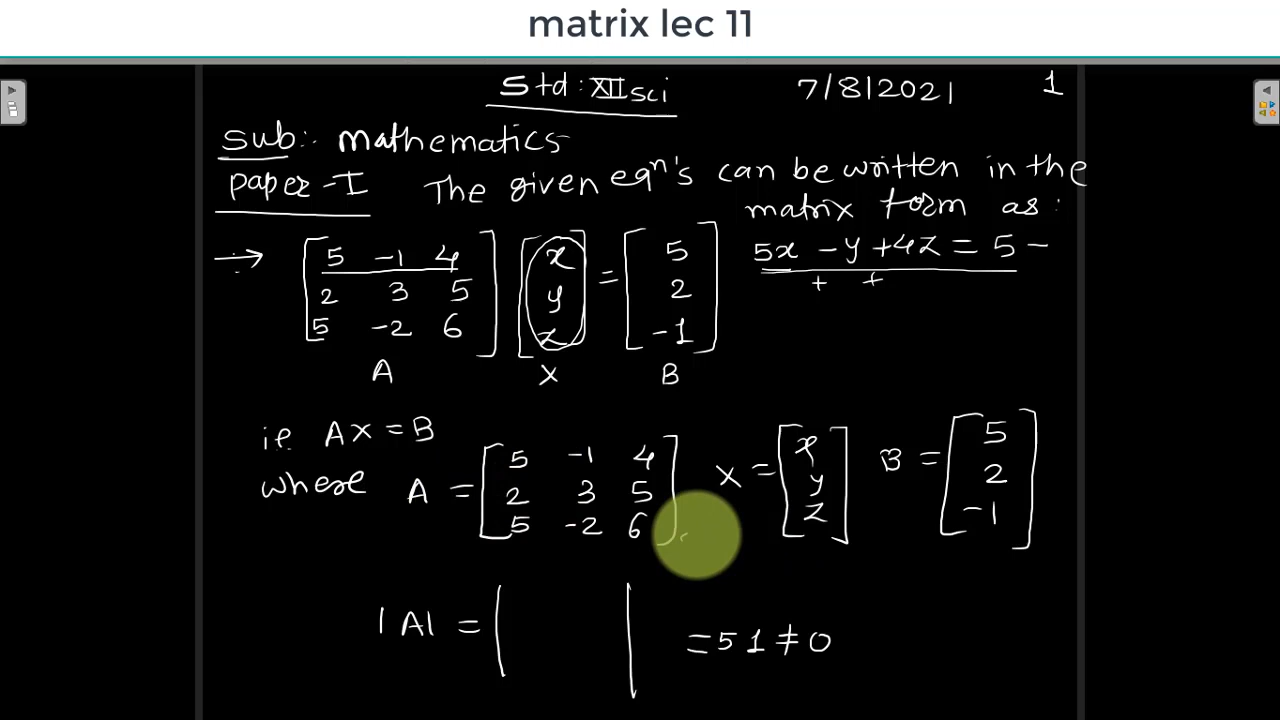 matrix lec 11
Std: XII sci 7/8/2021 1
Sub: Mathematics
paper-I The given eqn's can be written in the
matrix form as:
[5 -1 4] [x] = [5] 5x - y + 4z = 5 -
[2 3 5] [y] [2] + +
[5 -2 6] [z] [-1]
A X B
i.e AX = B
where A = [5 -1 4] X = [x] B = [5]
[2 3 5] [y] [2]
[5 -2 6] , [z] [-1]
|A| = | | = 51 ≠ 0